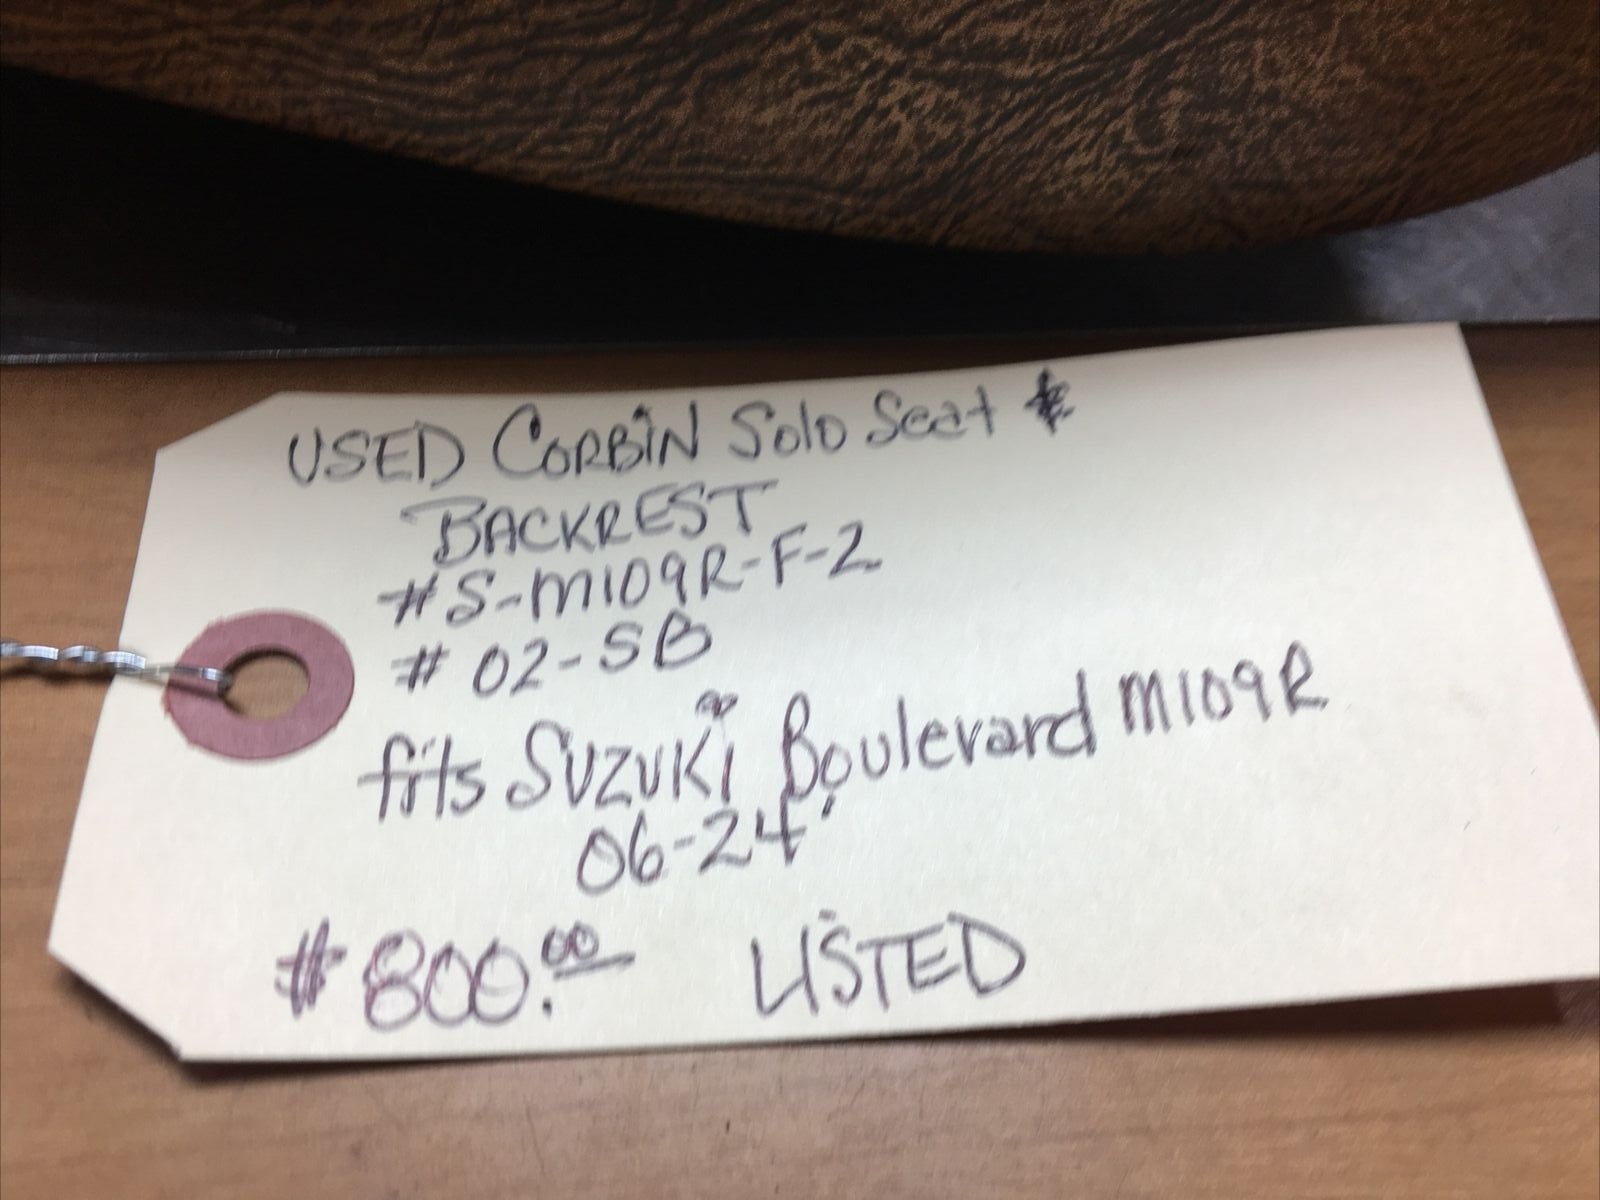 USED CORBIN Solo Seat &
BACKREST
#S-M109R-F-2
# 02-SB
fits SUZUKi Boulevard M109R
06-24
$800.00 LiSTED